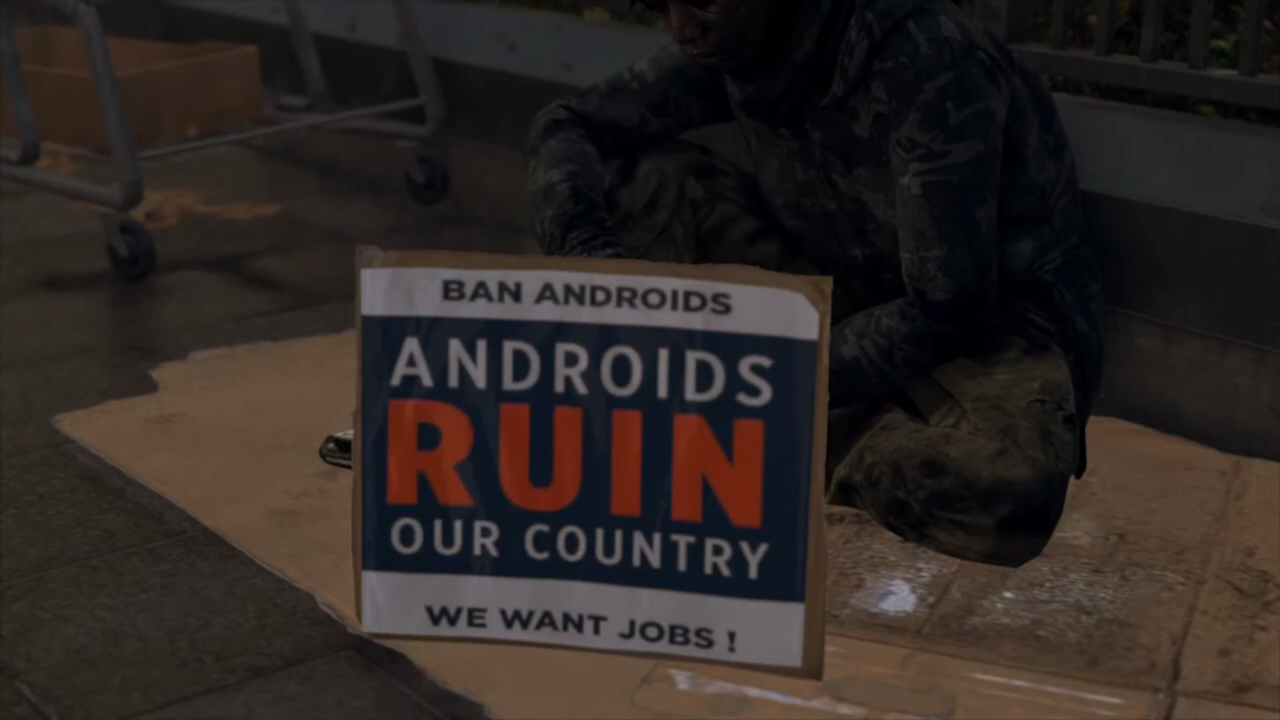 BAN ANDROIDS
ANDROIDS
RUIN
OUR COUNTRY
WE WANT JOBS !